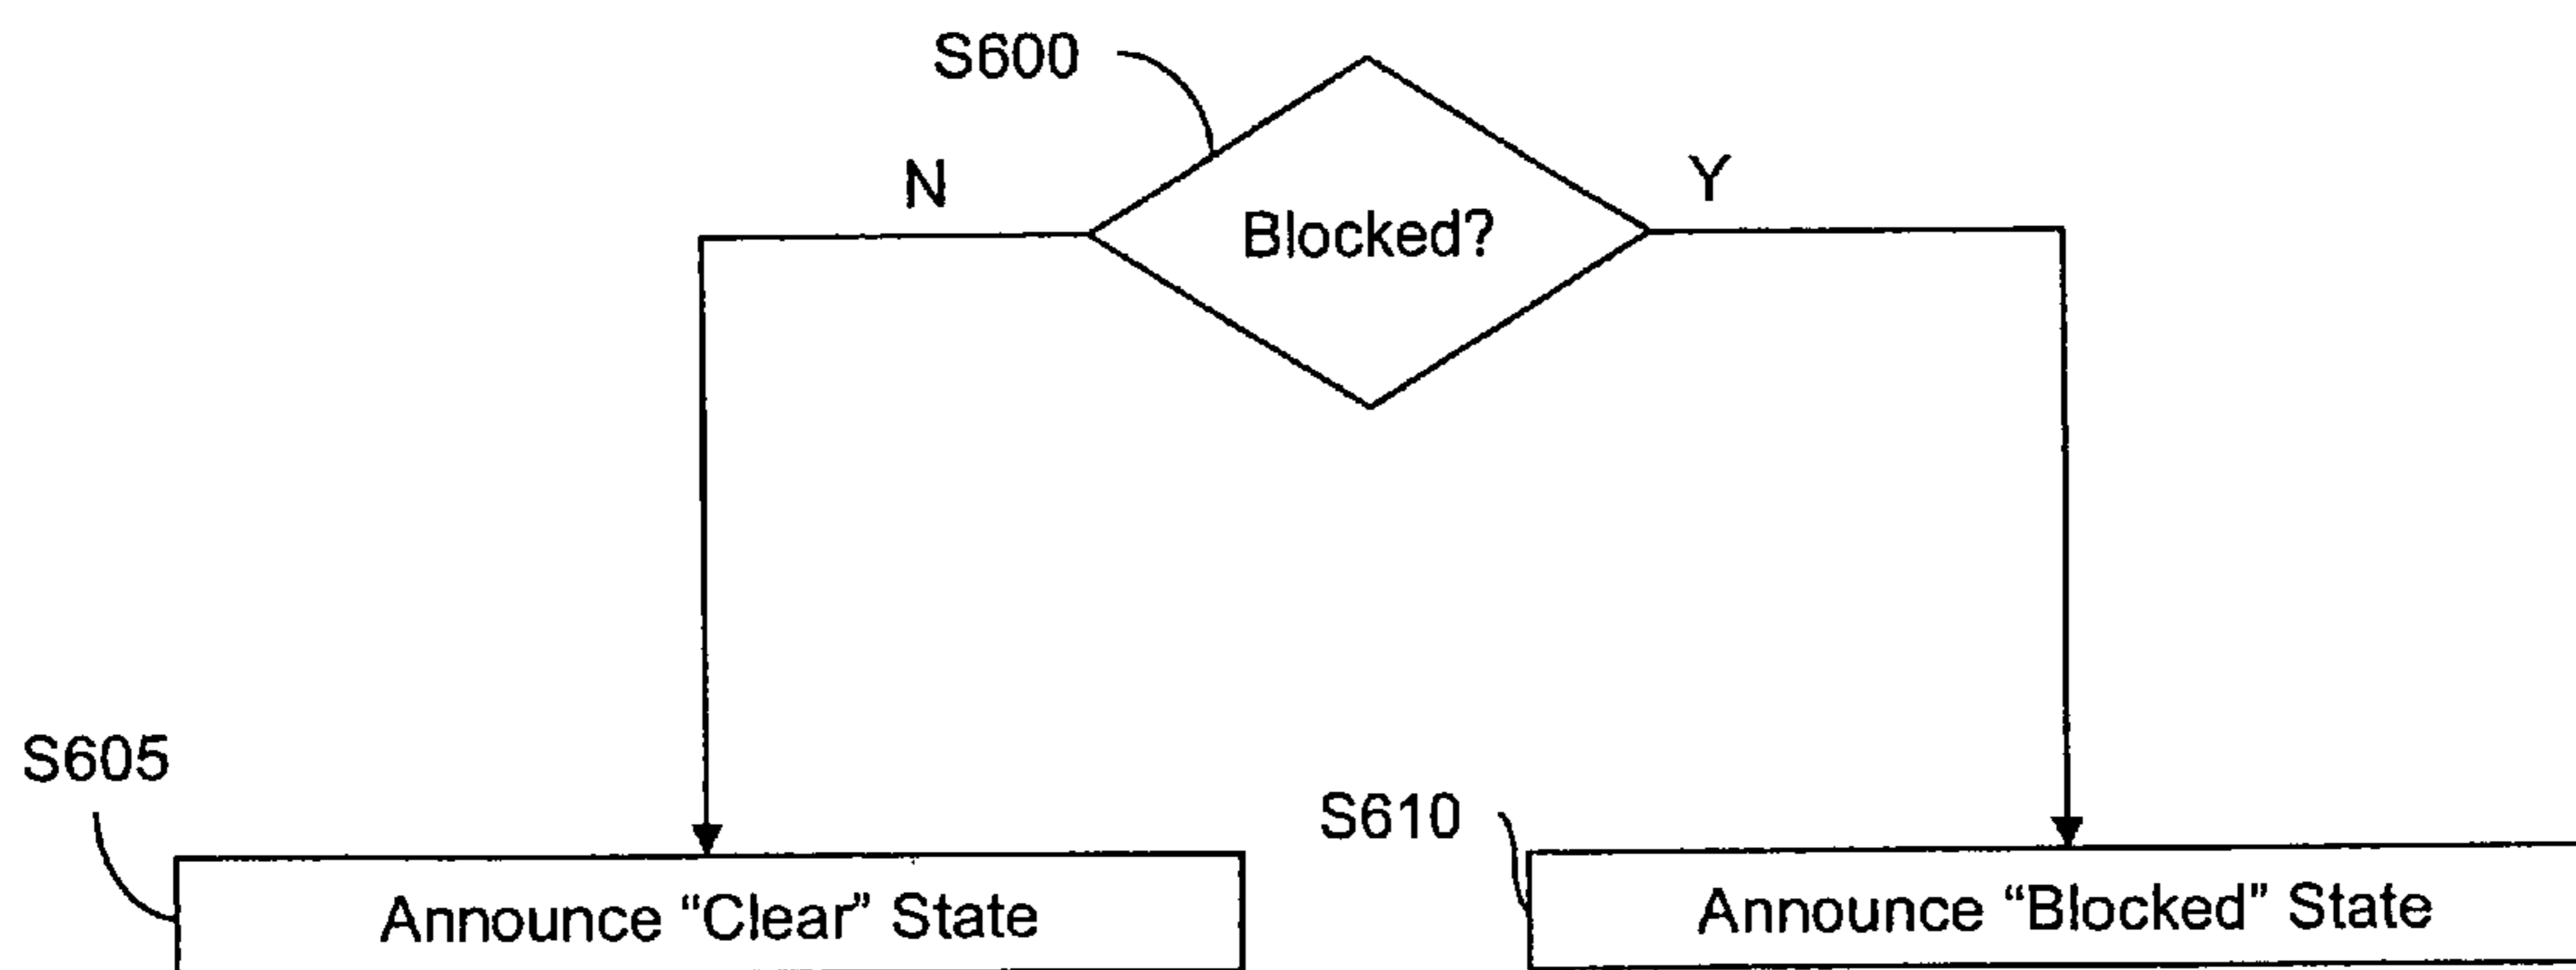 S600
N
Y
Blocked?
S605
S610
Announce “Clear” State
Announce “Blocked” State